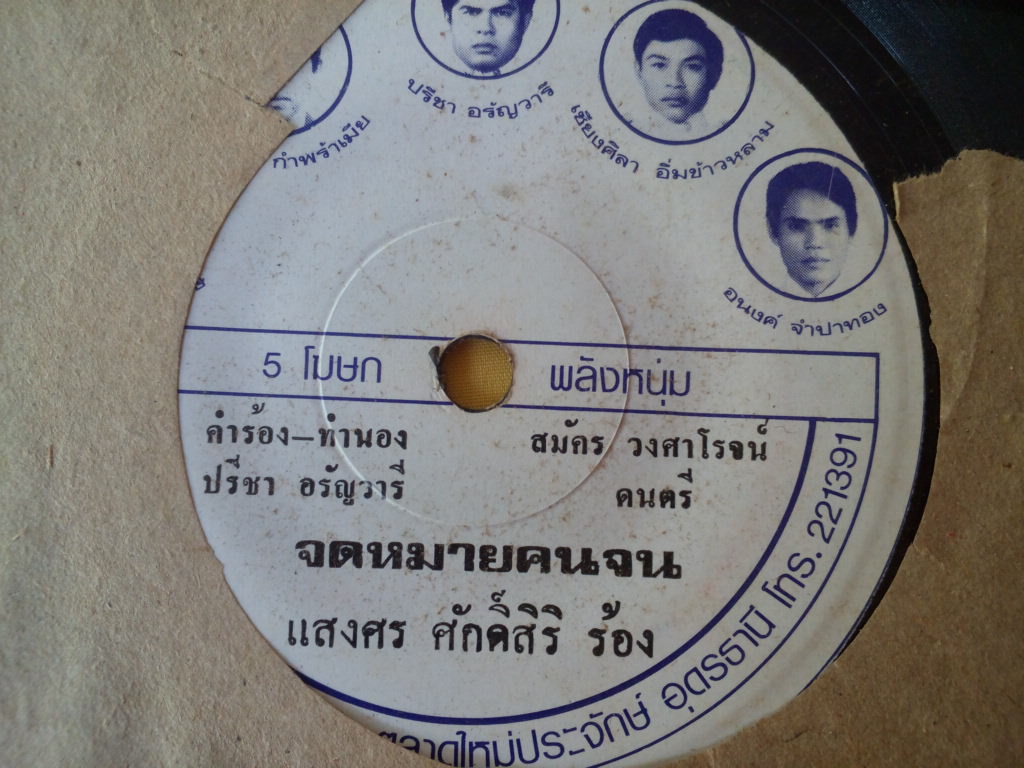 กำพร้าเมีย
ปรีชา อรัญวารี
เชียงศิลา อิ่มข้าวหลาม
อนงค์ จำปาทอง
5 โฆษก พลังหนุ่ม
คำร้อง–ทำนอง สมัคร วงศาโรจน์
ปรีชา อรัญวารี ดนตรี
จดหมายคนจน
แสงศร ศักดิ์สิริ ร้อง
ตลาดใหม่ประจักษ์ อุดรธานี โทร. 221391